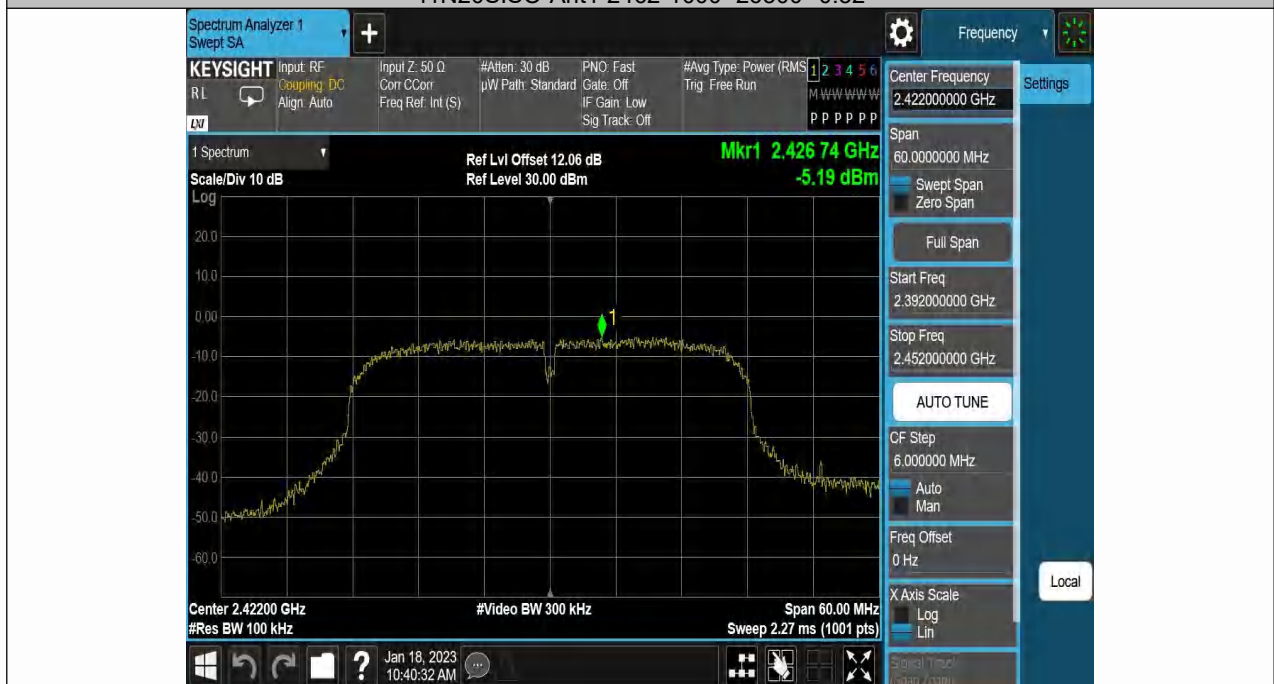 Spectrum Analyzer 1
Swept SA
Frequency
KEYSIGHT
RL
LXI
Input: RF
Coupling: DC
Align: Auto
Input Z: 50 Ω
Corr CCorr
Freq Ref: Int (S)
#Atten: 30 dB
µW Path: Standard
PNO: Fast
Gate: Off
IF Gain: Low
Sig Track: Off
#Avg Type: Power (RMS
Trig: Free Run
1 2 3 4 5 6
M W W W W W
P P P P P P
Center Frequency
2.422000000 GHz
Settings
1 Spectrum
Scale/Div 10 dB
Log
Ref Lvl Offset 12.06 dB
Ref Level 30.00 dBm
Mkr1 2.426 74 GHz
-5.19 dBm
Span
60.0000000 MHz
Swept Span
Zero Span
Full Span
Start Freq
2.392000000 GHz
Stop Freq
2.452000000 GHz
AUTO TUNE
CF Step
6.000000 MHz
Auto
Man
Freq Offset
0 Hz
X Axis Scale
Log
Lin
Local
20.0
10.0
0.00
-10.0
-20.0
-30.0
-40.0
-50.0
-60.0
1
Center 2.42200 GHz
#Res BW 100 kHz
#Video BW 300 kHz
Span 60.00 MHz
Sweep 2.27 ms (1001 pts)
?
Jan 18, 2023
10:40:32 AM